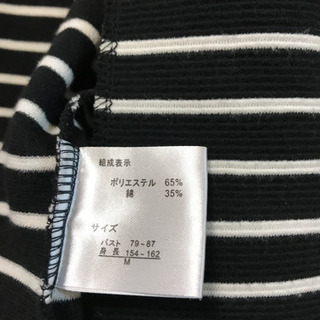 組成表示
ポリエステル 65%
綿 35%
サイズ
バスト 79~87
身長 154~162
M